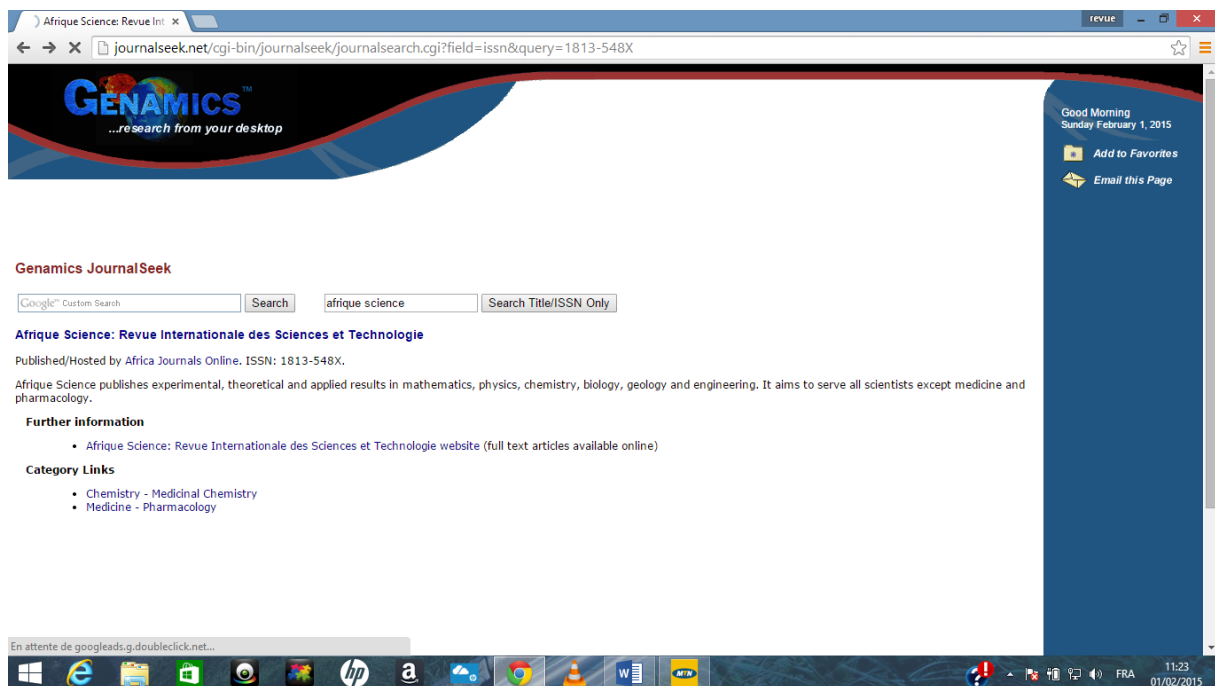 Afrique Science: Revue Int
revue
journalseek.net/cgi-bin/journalseek/journalsearch.cgi?field=issn&query=1813-548X
GENAMICS™
...research from your desktop
Good Morning
Sunday February 1, 2015
Add to Favorites
Email this Page
Genamics JournalSeek
Google™ Custom Search
Search
afrique science
Search Title/ISSN Only
Afrique Science: Revue Internationale des Sciences et Technologie
Published/Hosted by Africa Journals Online. ISSN: 1813-548X.
Afrique Science publishes experimental, theoretical and applied results in mathematics, physics, chemistry, biology, geology and engineering. It aims to serve all scientists except medicine and
pharmacology.
Further information
• Afrique Science: Revue Internationale des Sciences et Technologie website (full text articles available online)
Category Links
• Chemistry - Medicinal Chemistry
• Medicine - Pharmacology
En attente de googleads.g.doubleclick.net...
hp
a
W
MTN
FRA
11:23
01/02/2015